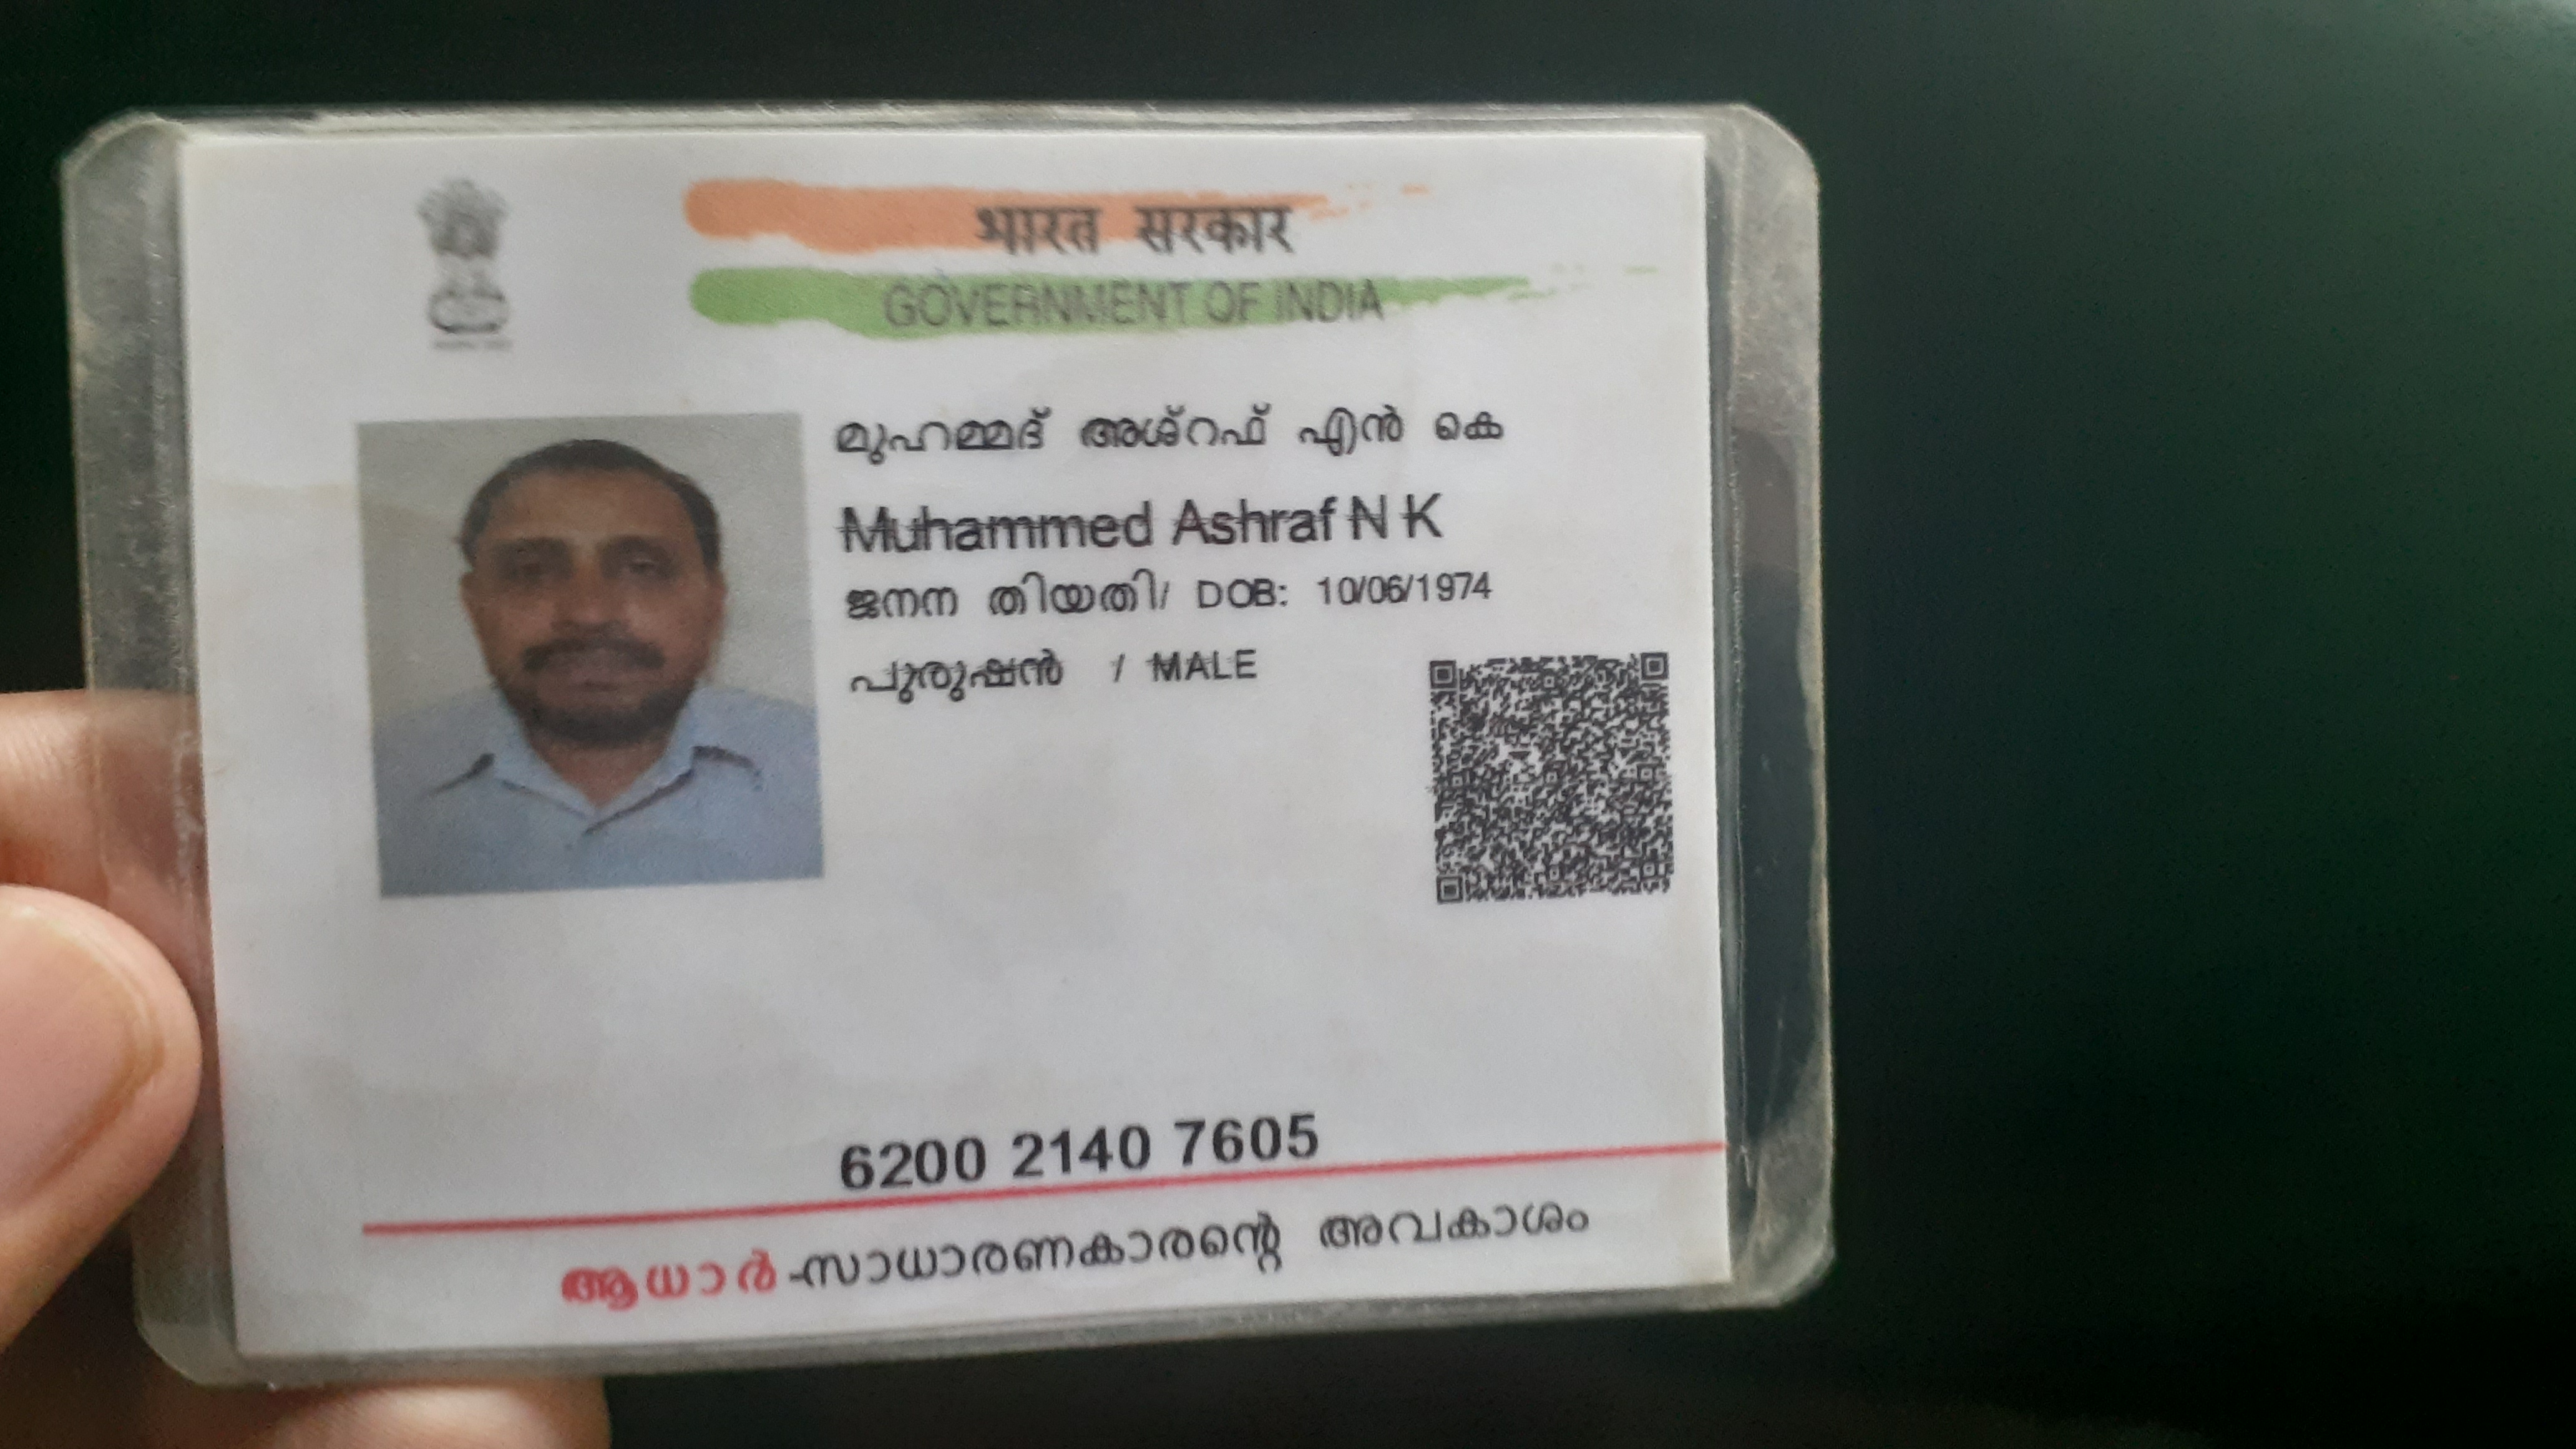 भारत सरकार
GOVERNMENT OF INDIA
മുഹമ്മദ് അശ്റഫ് എൻ കെ
Muhammed Ashraf N K
ജനന തിയതി/ DOB: 10/06/1974
പുരുഷൻ / MALE
6200 2140 7605
ആധാർ-സാധാരണകാരന്റെ അവകാശം